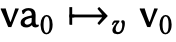 va₀ ↦ᵥ v₀